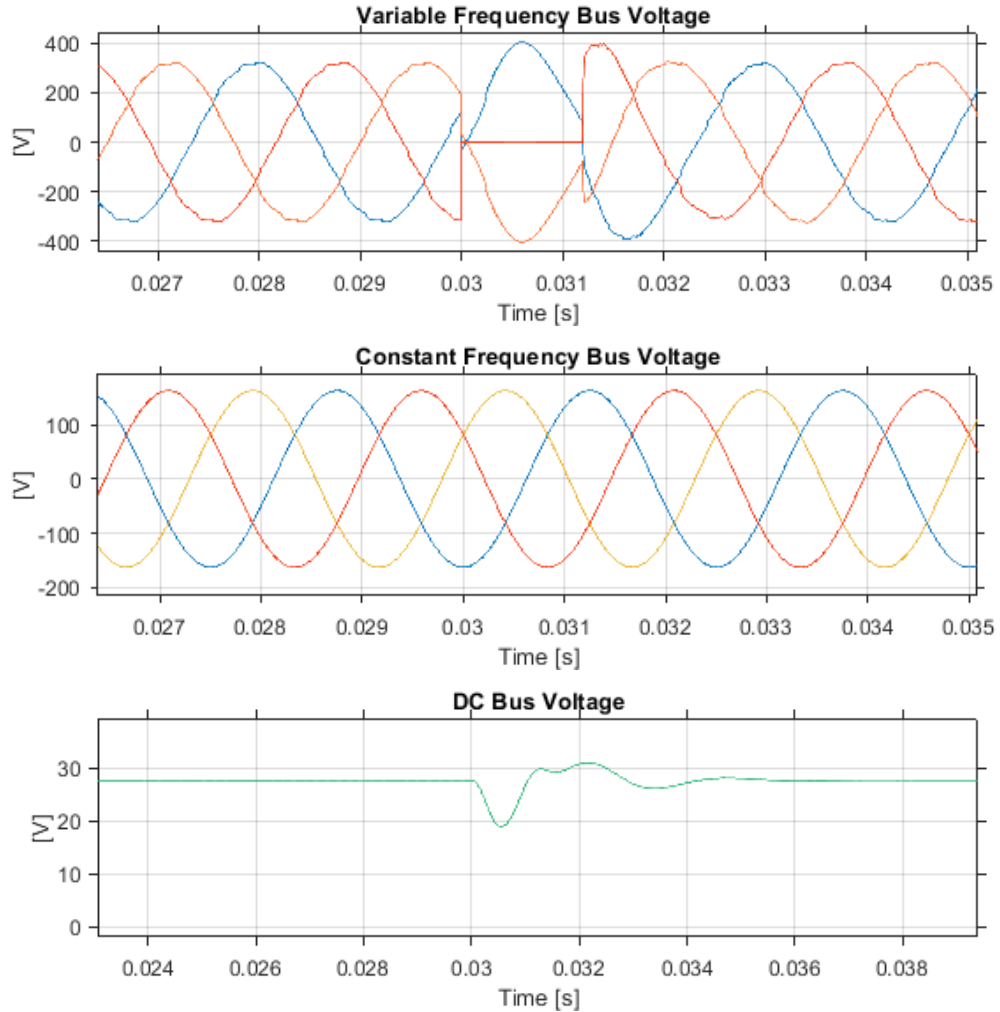 Variable Frequency Bus Voltage
400
200
0
-200
-400
[V]
0.027 0.028 0.029 0.03 0.031 0.032 0.033 0.034 0.035
Time [s]
Constant Frequency Bus Voltage
100
0
-100
-200
[V]
0.027 0.028 0.029 0.03 0.031 0.032 0.033 0.034 0.035
Time [s]
DC Bus Voltage
30
20
10
0
[V]
0.024 0.026 0.028 0.03 0.032 0.034 0.036 0.038
Time [s]